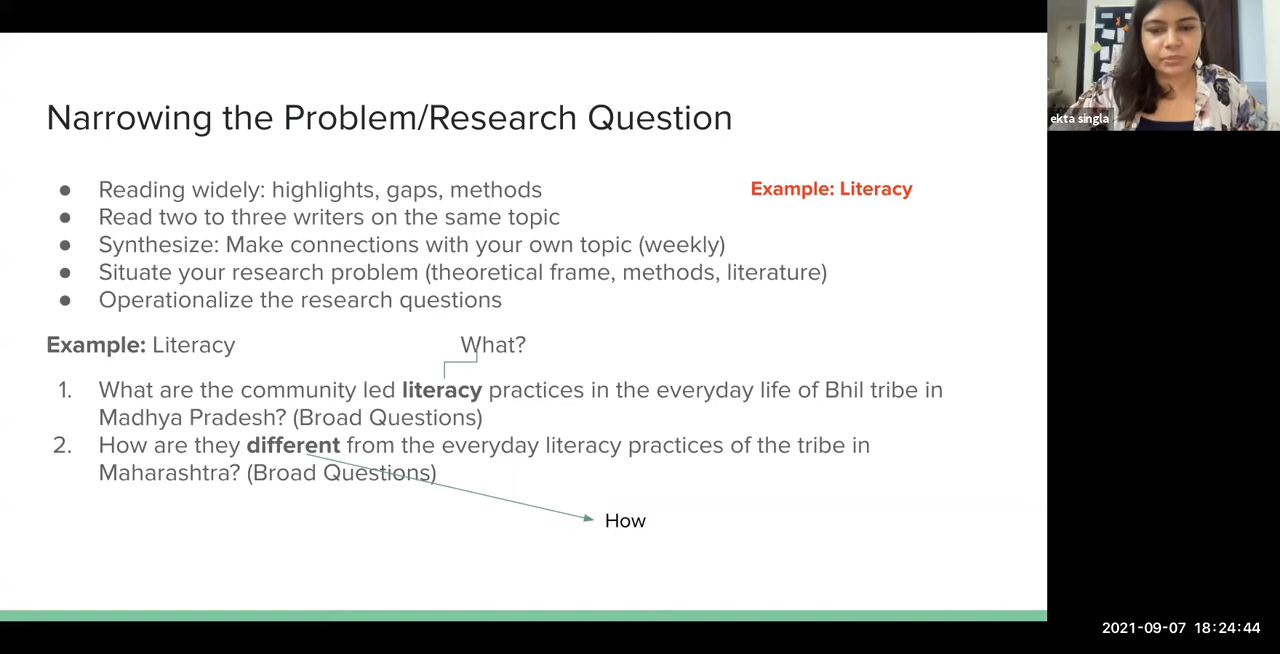 Narrowing the Problem/Research Question
● Reading widely: highlights, gaps, methods
Example: Literacy
● Read two to three writers on the same topic
● Synthesize: Make connections with your own topic (weekly)
● Situate your research problem (theoretical frame, methods, literature)
● Operationalize the research questions
Example: Literacy
What?
1. What are the community led literacy practices in the everyday life of Bhil tribe in
Madhya Pradesh? (Broad Questions)
2. How are they different from the everyday literacy practices of the tribe in
Maharashtra? (Broad Questions)
How
ekta singla
2021-09-07 18:24:44